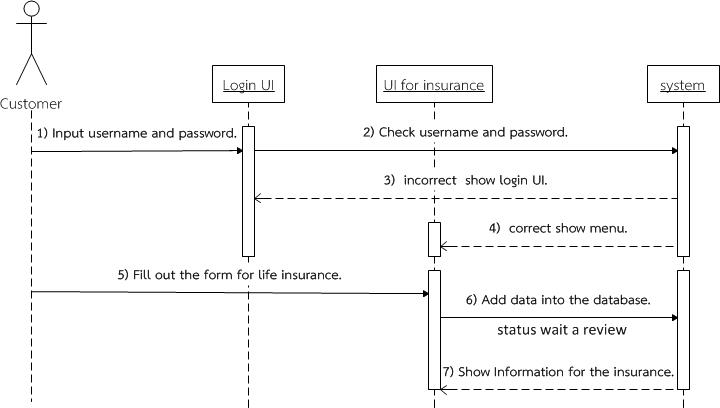 Login UI
UI for insurance
system
Customer
1) Input username and password.
2) Check username and password.
3) incorrect show login UI.
4) correct show menu.
5) Fill out the form for life insurance.
6) Add data into the database.
status wait a review
7) Show Information for the insurance.